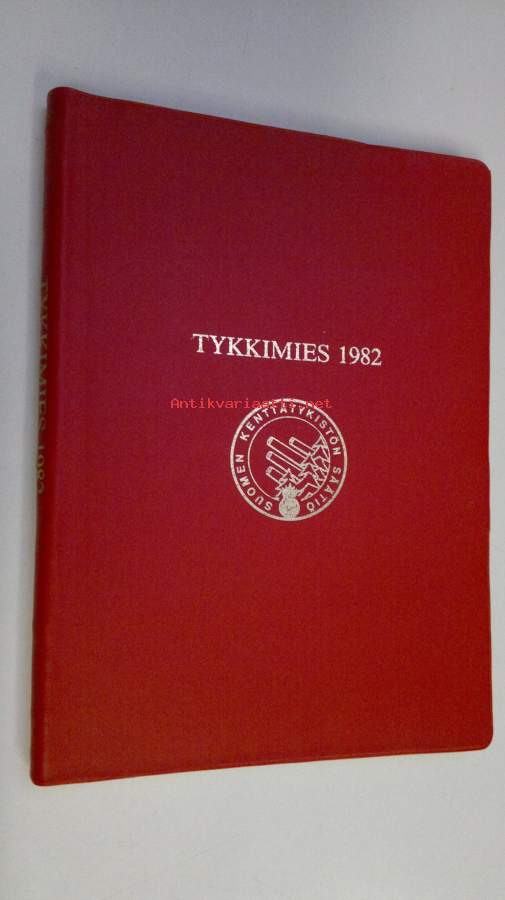 TYKKIMIES 1982
Antikvariaatti.net
SUOMEN KENTTÄTYKISTÖN SÄÄTIÖ
TYKKIMIES 1982